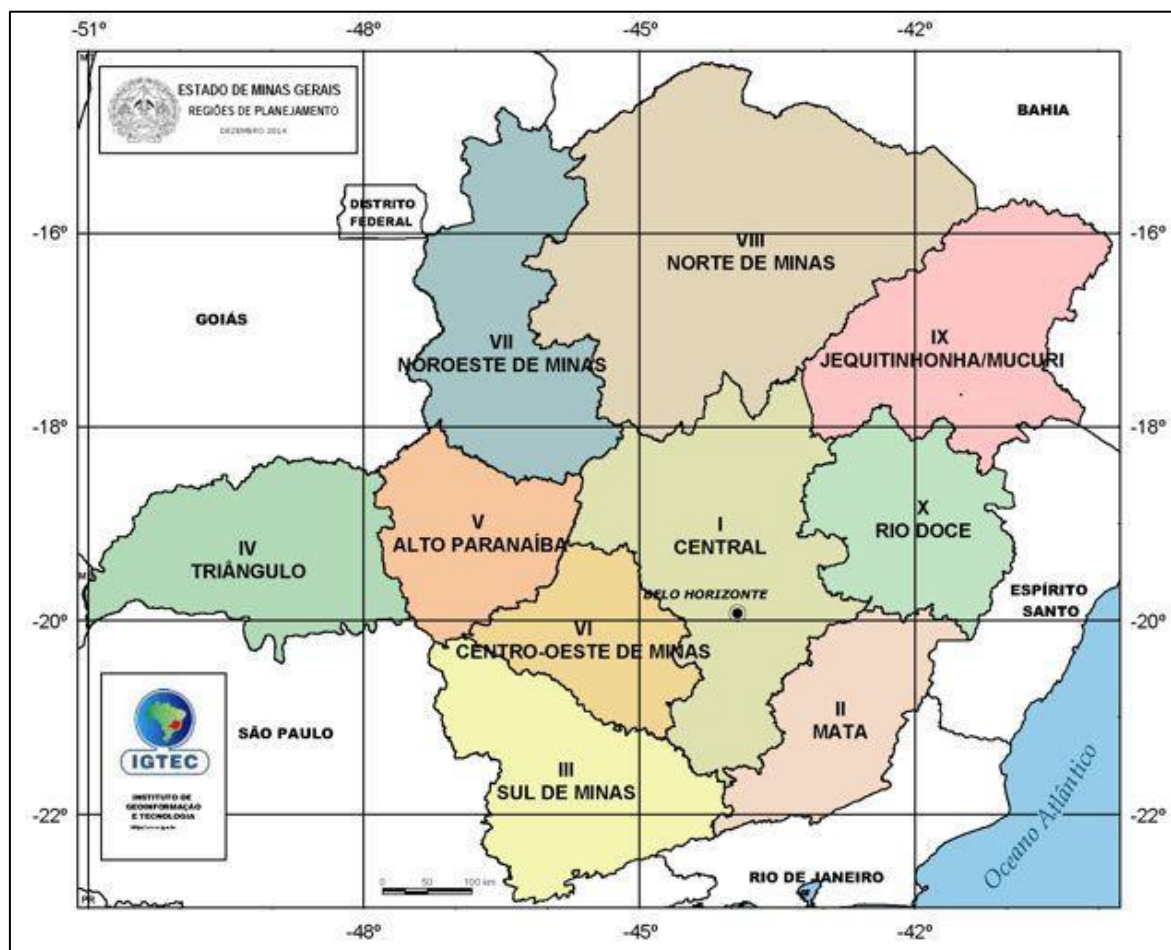 -51º
-48º
-45º
-42º
ESTADO DE MINAS GERAIS
REGIÕES DE PLANEJAMENTO
DEZEMBRO 2014
BAHIA
DISTRITO
FEDERAL
-16º
-16º
VIII
NORTE DE MINAS
GOIÁS
VII
NOROESTE DE MINAS
IX
JEQUITINHONHA/MUCURI
-18º
-18º
V
ALTO PARANAÍBA
I
CENTRAL
X
RIO DOCE
IV
TRIÂNGULO
BELO HORIZONTE
ESPÍRITO
SANTO
-20º
-20º
VI
CENTRO-OESTE DE MINAS
II
MATA
SÃO PAULO
IGTEC
INSTITUTO DE
GEOINFORMAÇÃO
E TECNOLOGIA
III
SUL DE MINAS
-22º
-22º
Oceano Atlântico
0 50 100 km
RIO DE JANEIRO
PR
-48º
-45º
-42º